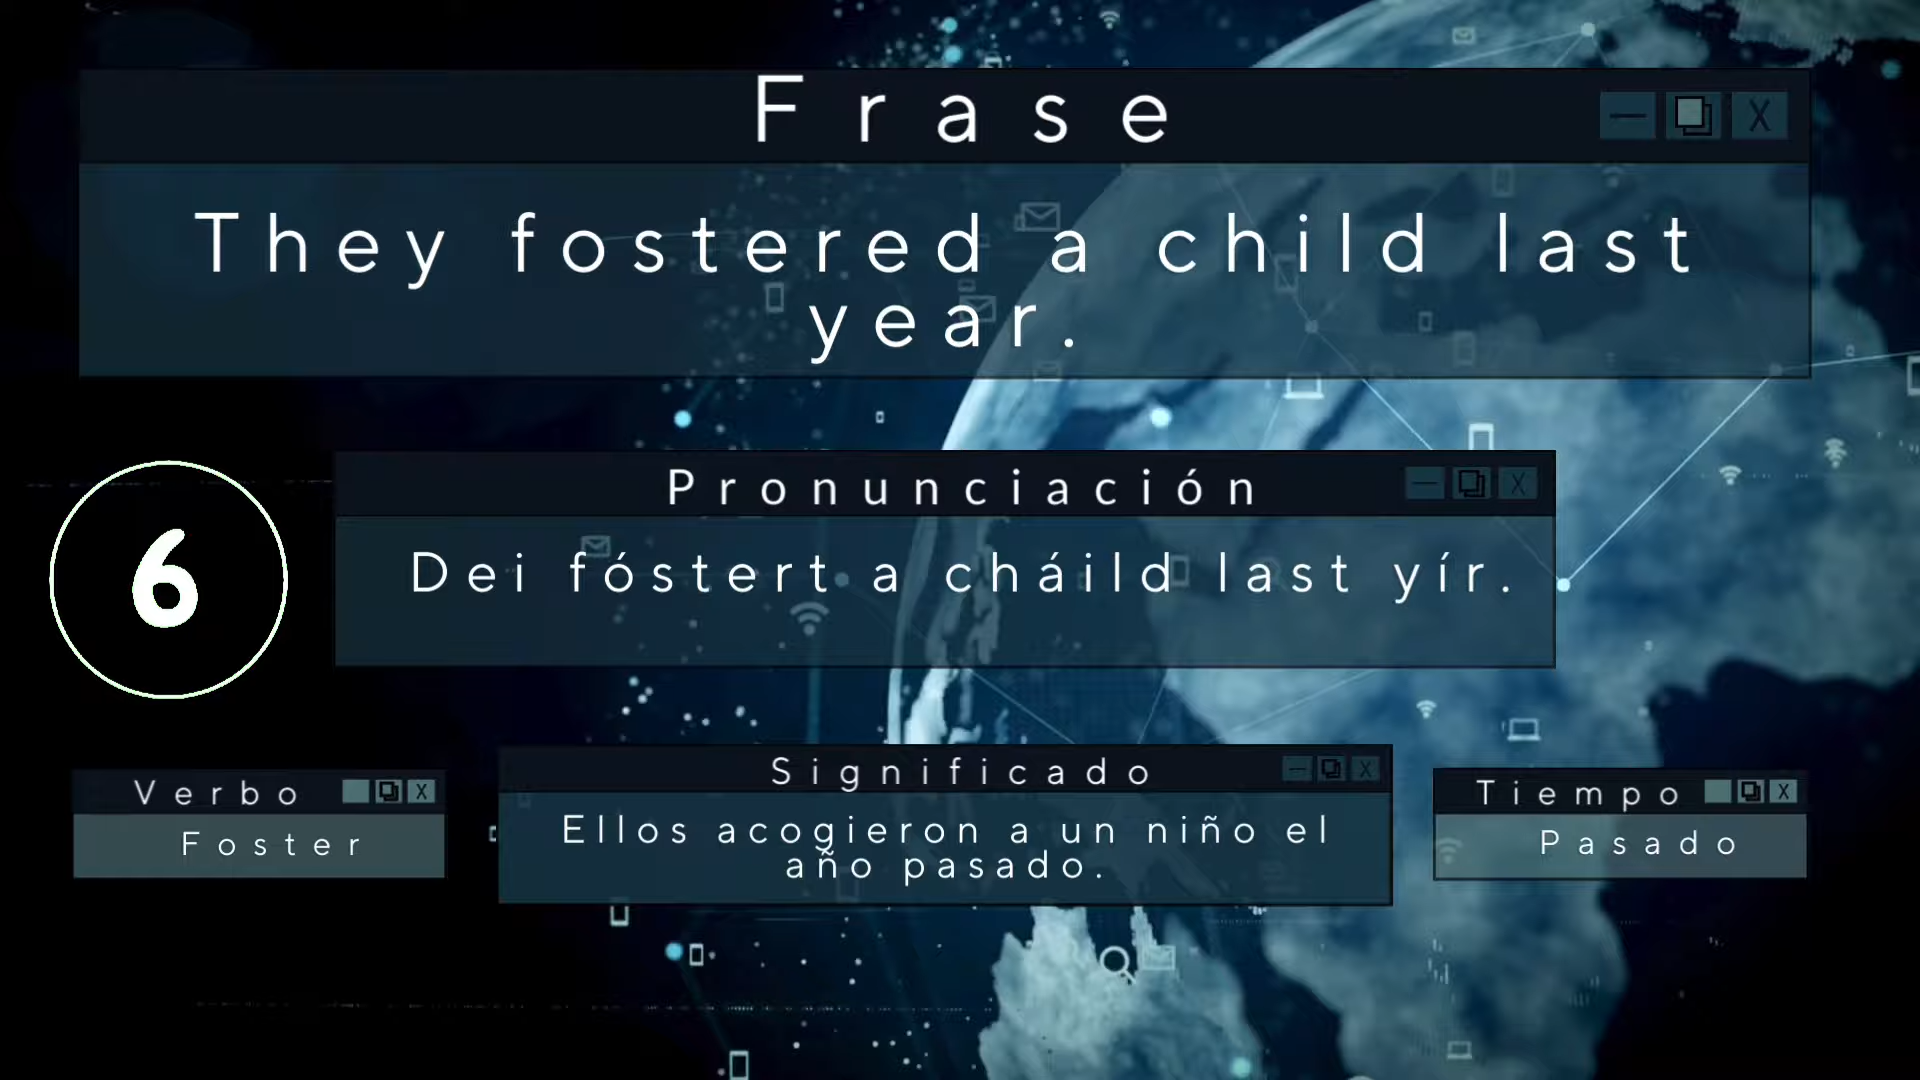 Frase
They fostered a child last
year.
Pronunciación
Dei fóstert a cháild last yír.
6
Verbo
Foster
Significado
Ellos acogieron a un niño el
año pasado.
Tiempo
Pasado